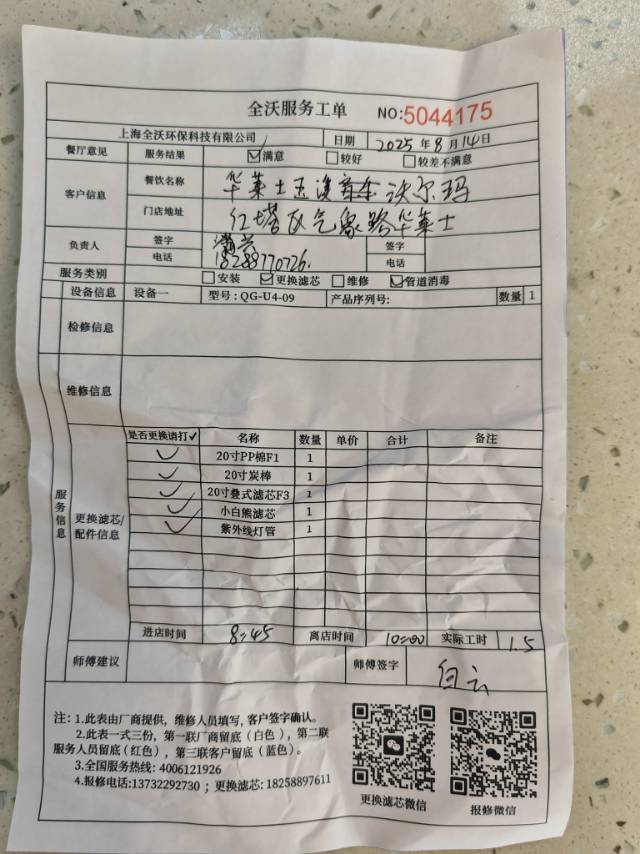 全沃服务工单 NO:5044175
上海全沃环保科技有限公司 日期 2025 年 8 月 14 日
餐厅意见 服务结果 ☑满意 □较好 □较差不满意
客户信息 餐饮名称 华莱士玉溪 沃尔玛
门店地址 红塔区气象路华莱士
负责人 签字 签字
电话 18288770726. 电话
服务类别 □安装 ☑更换滤芯 □维修 ☑管道消毒
设备信息 设备一 型号: QG-U4-09 产品序列号: 数量 1
检修信息
维修信息
服务信息
更换滤芯/配件信息
是否更换请打✓ 名称 数量 单价 合计 备注
✓ 20寸PP棉F1 1
✓ 20寸炭棒 1
✓ 20寸叠式滤芯F3 1
✓ 小白熊滤芯 1
✓ 紫外线灯管 1
进店时间 8:45 离店时间 10:00 实际工时 1.5
师傅建议 师傅签字 白云
注: 1.此表由厂商提供, 维修人员填写, 客户签字确认。
2.此表一式三份, 第一联厂商留底 (白色), 第二联
服务人员留底 (红色), 第三联客户留底 (蓝色)。
3.全国服务热线: 4006121926
4.报修电话:13732292730 ; 更换滤芯: 18258897611
更换滤芯微信 报修微信